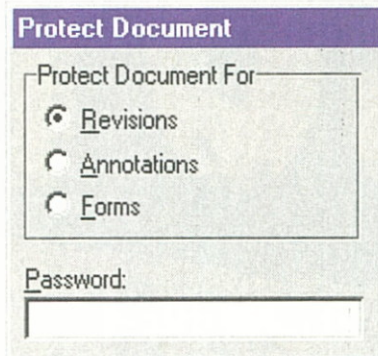 Protect Document
Protect Document For
Revisions
Annotations
Forms
Password: